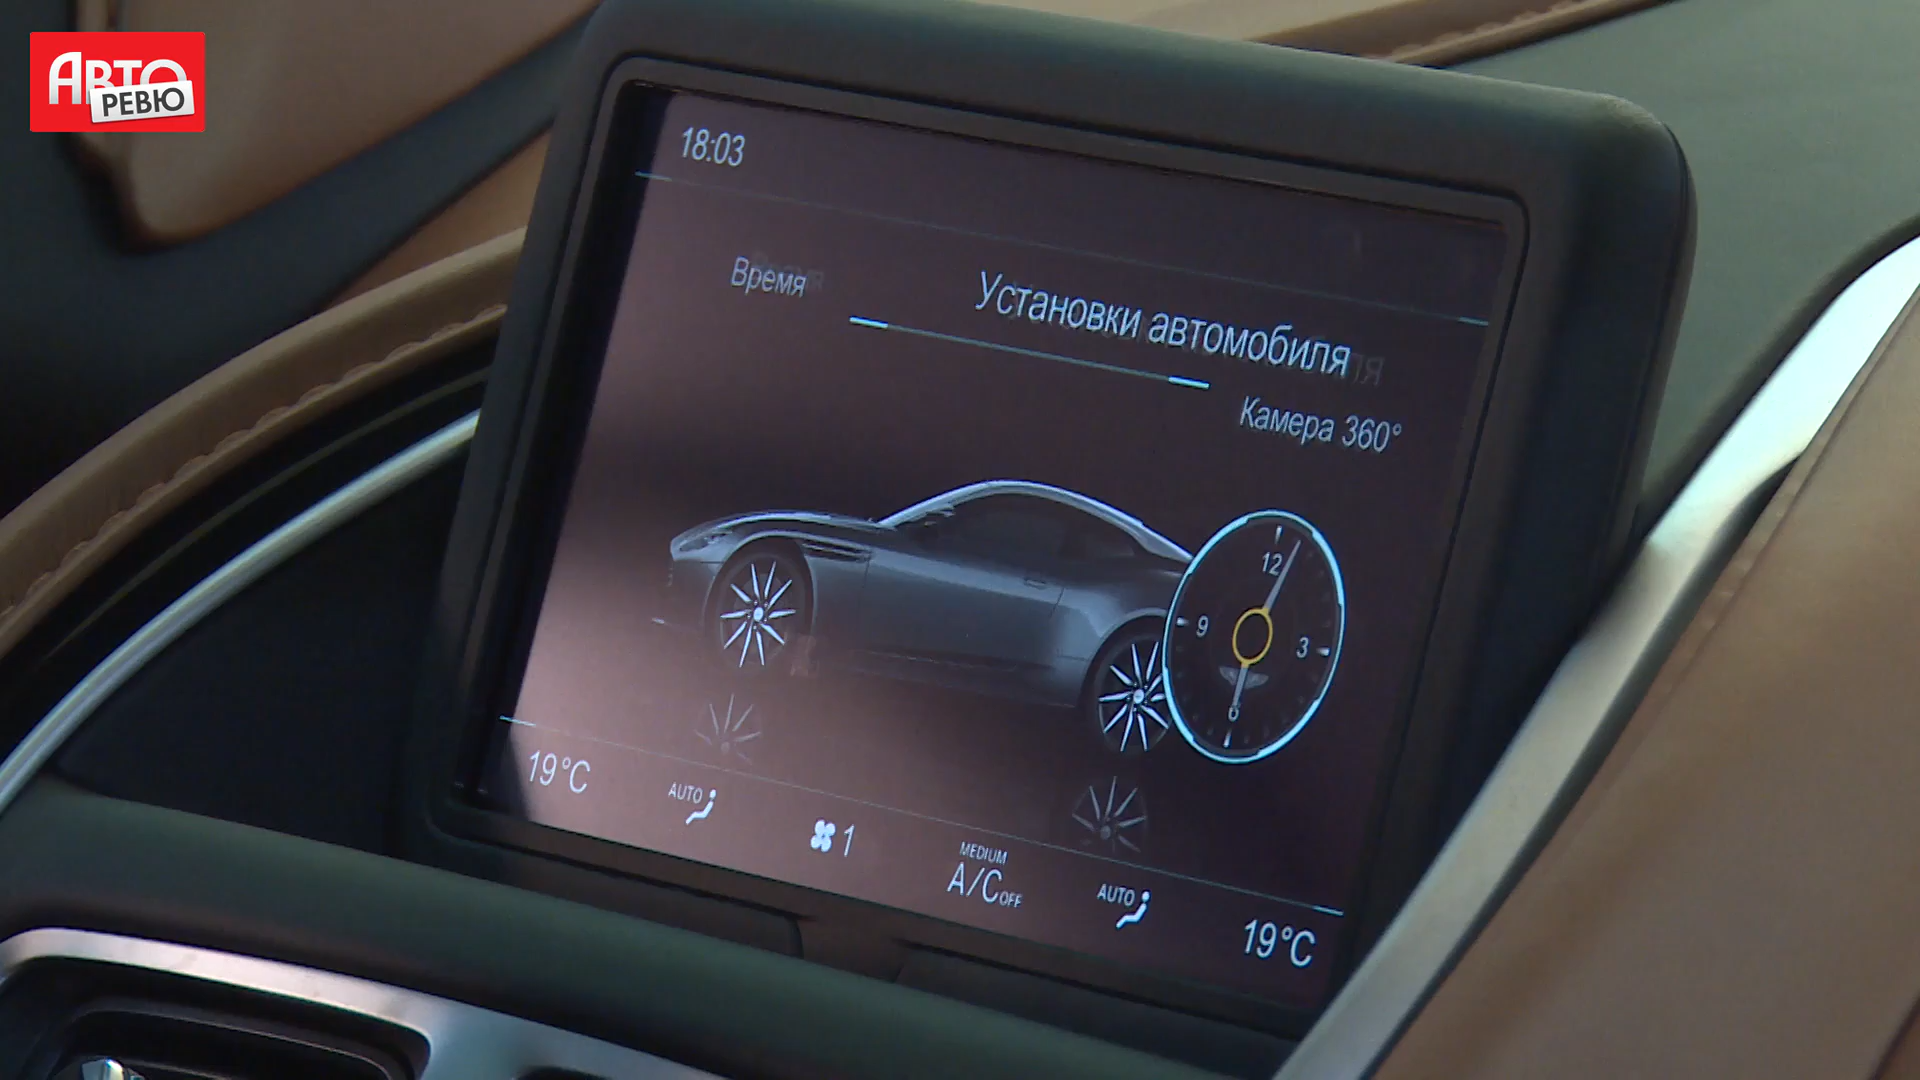 АВТО
РЕВЮ
18:03
Время
Установки автомобиля
Камера 360°
12
9
3
6
19°C
AUTO
1
MEDIUM
A/C OFF
AUTO
19°C